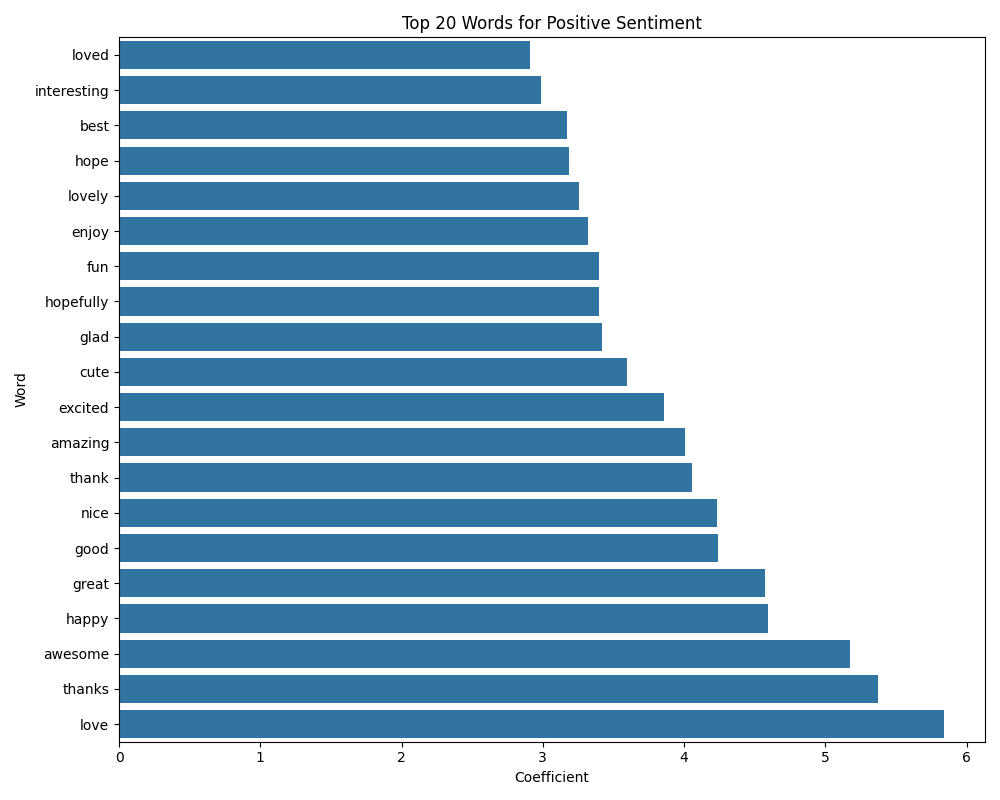 Top 20 Words for Positive Sentiment
Word
loved
interesting
best
hope
lovely
enjoy
fun
hopefully
glad
cute
excited
amazing
thank
nice
good
great
happy
awesome
thanks
love
0 1 2 3 4 5 6
Coefficient